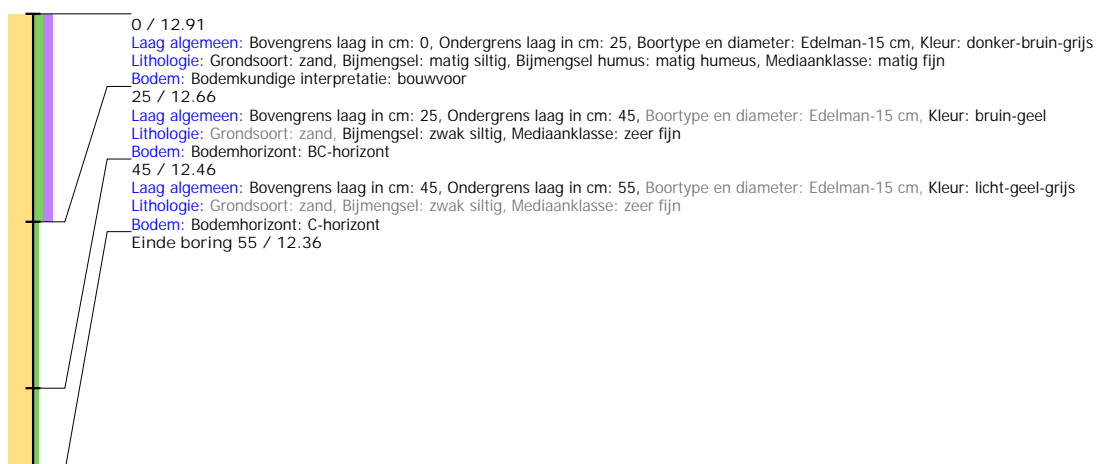 0 / 12.91
Laag algemeen: Bovengrens laag in cm: 0, Ondergrens laag in cm: 25, Boortype en diameter: Edelman-15 cm, Kleur: donker-bruin-grijs
Lithologie: Grondsoort: zand, Bijmengsel: matig siltig, Bijmengsel humus: matig humeus, Mediaanklasse: matig fijn
Bodem: Bodemkundige interpretatie: bouwvoor
25 / 12.66
Laag algemeen: Bovengrens laag in cm: 25, Ondergrens laag in cm: 45, Boortype en diameter: Edelman-15 cm, Kleur: bruin-geel
Lithologie: Grondsoort: zand, Bijmengsel: zwak siltig, Mediaanklasse: zeer fijn
Bodem: Bodemhorizont: BC-horizont
45 / 12.46
Laag algemeen: Bovengrens laag in cm: 45, Ondergrens laag in cm: 55, Boortype en diameter: Edelman-15 cm, Kleur: licht-geel-grijs
Lithologie: Grondsoort: zand, Bijmengsel: zwak siltig, Mediaanklasse: zeer fijn
Bodem: Bodemhorizont: C-horizont
Einde boring 55 / 12.36